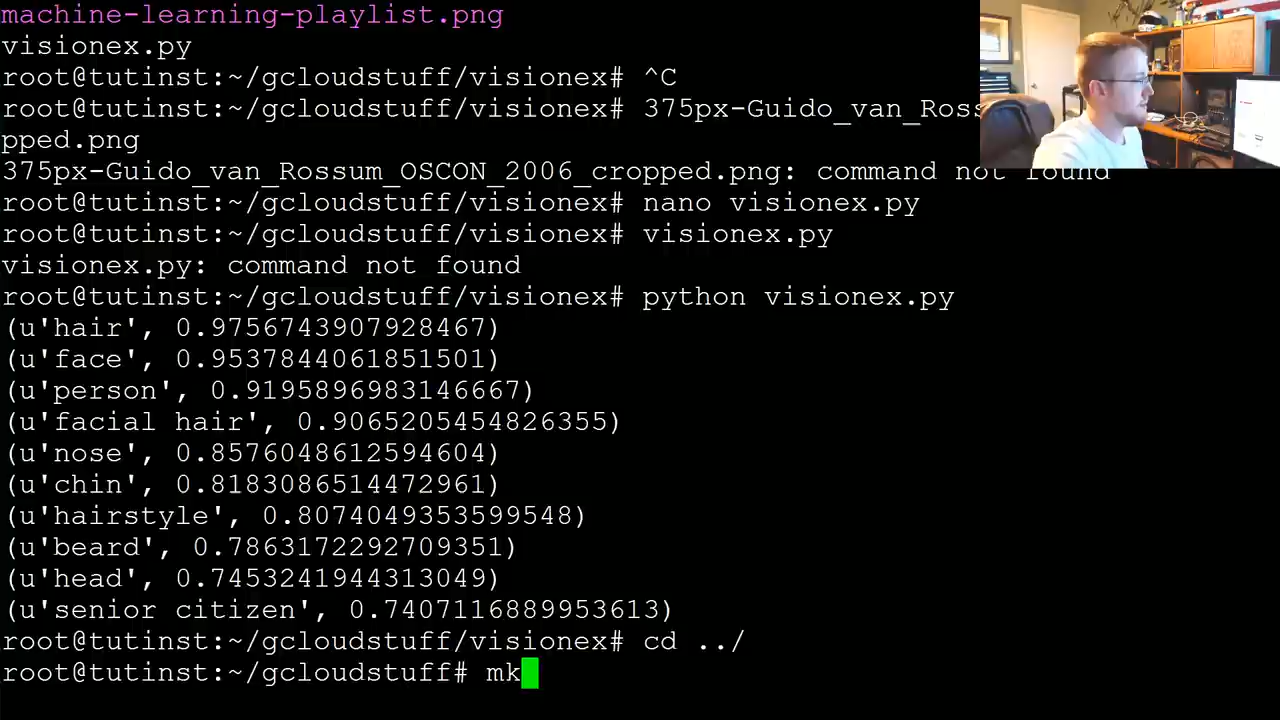 machine-learning-playlist.png
visionex.py
root@tutinst:~/gcloudstuff/visionex# ^C
root@tutinst:~/gcloudstuff/visionex# 375px-Guido_van_Ross
pped.png
375px-Guido_van_Rossum_OSCON_2006_cropped.png: command not found
root@tutinst:~/gcloudstuff/visionex# nano visionex.py
root@tutinst:~/gcloudstuff/visionex# visionex.py
visionex.py: command not found
root@tutinst:~/gcloudstuff/visionex# python visionex.py
(u'hair', 0.9756743907928467)
(u'face', 0.9537844061851501)
(u'person', 0.9195896983146667)
(u'facial hair', 0.9065205454826355)
(u'nose', 0.8576048612594604)
(u'chin', 0.8183086514472961)
(u'hairstyle', 0.8074049353599548)
(u'beard', 0.7863172292709351)
(u'head', 0.7453241944313049)
(u'senior citizen', 0.7407116889953613)
root@tutinst:~/gcloudstuff/visionex# cd ../
root@tutinst:~/gcloudstuff# mk